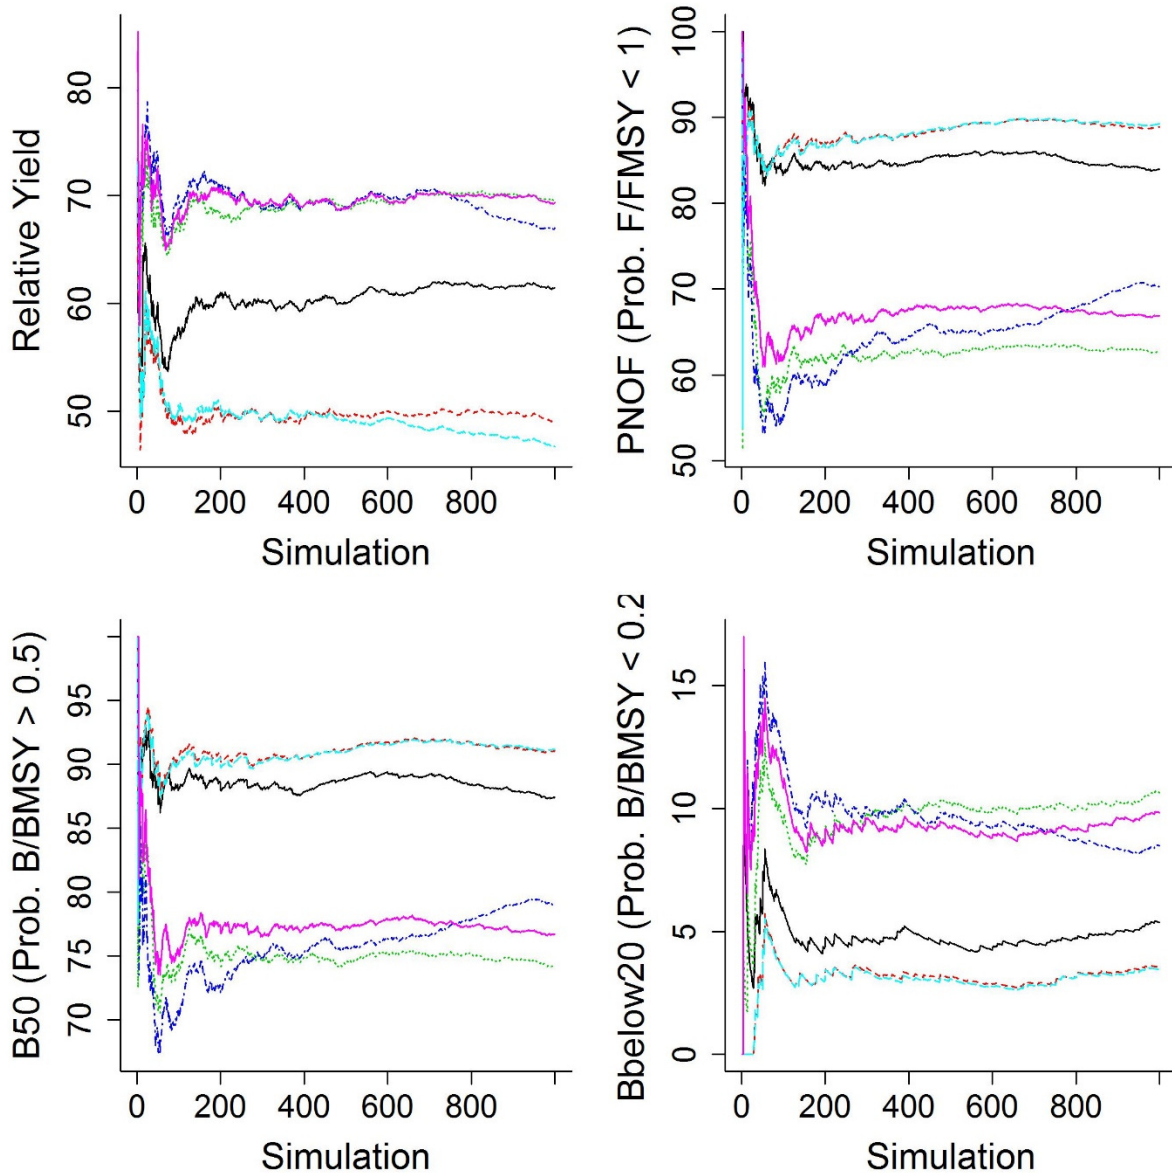 Relative Yield
80
70
60
50
0 200 400 600 800
Simulation
PNOF (Prob. F/FMSY < 1)
100
90
80
70
60
50
0 200 400 600 800
Simulation
B50 (Prob. B/BMSY > 0.5)
95
90
85
80
75
70
0 200 400 600 800
Simulation
Bbelow20 (Prob. B/BMSY < 0.2
15
10
5
0
0 200 400 600 800
Simulation